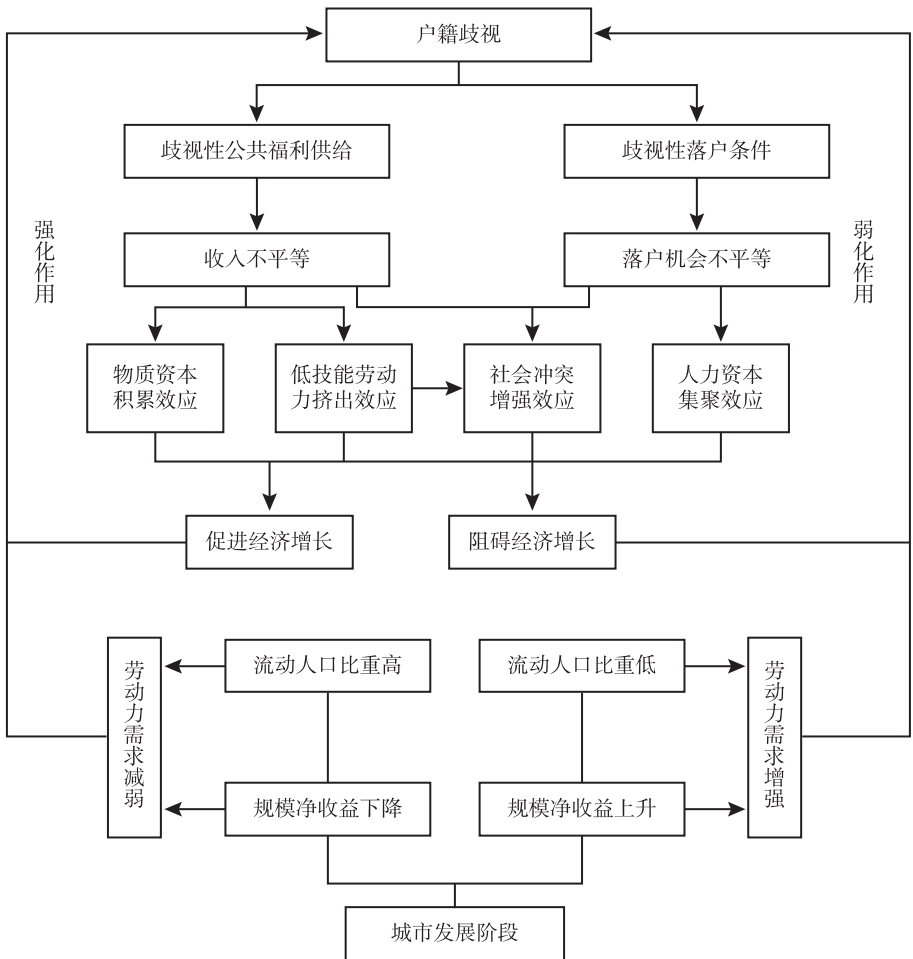 户籍歧视
歧视性公共福利供给
歧视性落户条件
强化作用
弱化作用
收入不平等
落户机会不平等
物质资本
积累效应
低技能劳动
力挤出效应
社会冲突
增强效应
人力资本
集聚效应
促进经济增长
阻碍经济增长
劳动力需求减弱
流动人口比重高
流动人口比重低
劳动力需求增强
规模净收益下降
规模净收益上升
城市发展阶段